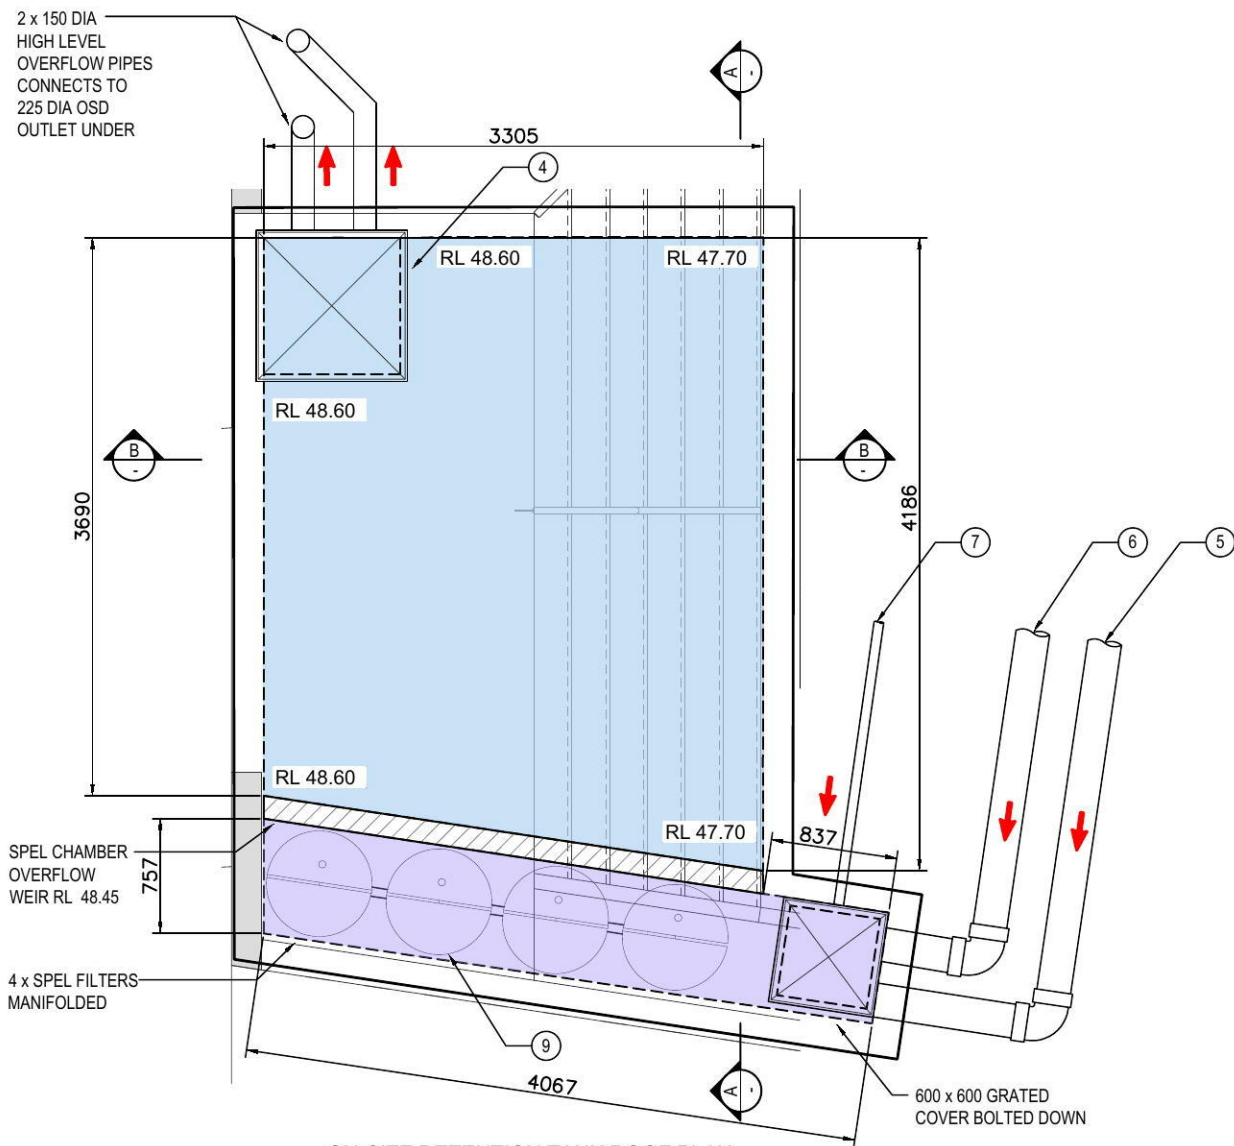 2 x 150 DIA
HIGH LEVEL
OVERFLOW PIPES
CONNECTS TO
225 DIA OSD
OUTLET UNDER
A
-
3305
4
RL 48.60
RL 47.70
RL 48.60
B
-
B
-
3690
4186
7
6
5
RL 48.60
RL 47.70
837
SPEL CHAMBER
OVERFLOW
WEIR RL 48.45
757
4 x SPEL FILTERS
MANIFOLDED
9
4067
A
-
600 x 600 GRATED
COVER BOLTED DOWN